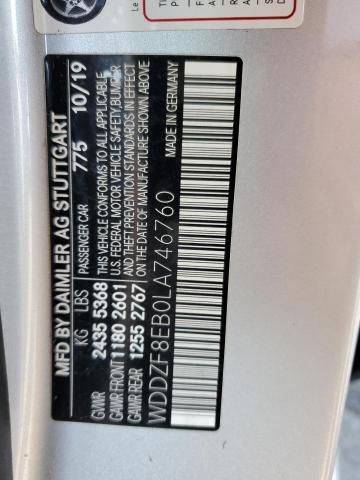 MFD BY DAIMLER AG STUTTGART
KG LBS PASSENGER CAR 775 10/19
GVWR 2435 5368 THIS VEHICLE CONFORMS TO ALL APPLICABLE
GAWR FRONT 1180 2601 U.S. FEDERAL MOTOR VEHICLE SAFETY, BUMPER
GAWR REAR 1255 2767 AND THEFT PREVENTION STANDARDS IN EFFECT
ON THE DATE OF MANUFACTURE SHOWN ABOVE
WDDZF8EB0LA746760
MADE IN GERMANY
Le